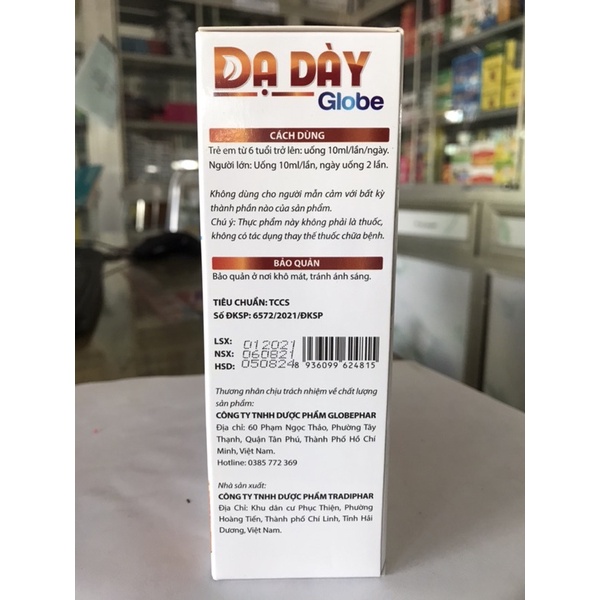 DẠ DÀY
Globe
CÁCH DÙNG
Trẻ em từ 6 tuổi trở lên: uống 10ml/lần/ngày.
Người lớn: Uống 10ml/lần, ngày uống 2 lần.
Không dùng cho người mẫn cảm với bất kỳ
thành phần nào của sản phẩm.
Chú ý: Thực phẩm này không phải là thuốc,
không có tác dụng thay thế thuốc chữa bệnh.
BẢO QUẢN
Bảo quản ở nơi khô mát, tránh ánh sáng.
TIÊU CHUẨN: TCCS
Số ĐKSP: 6572/2021/ĐKSP
LSX: 012021
NSX: 060821
HSD: 050824
8 936099 624815
Thương nhân chịu trách nhiệm về chất lượng
sản phẩm:
CÔNG TY TNHH DƯỢC PHẨM GLOBEPHAR
Địa chỉ: 60 Phạm Ngọc Thảo, Phường Tây
Thạnh, Quận Tân Phú, Thành Phố Hồ Chí
Minh, Việt Nam.
Hotline: 0385 772 369
Nhà sản xuất:
CÔNG TY TNHH DƯỢC PHẨM TRADIPHAR
Địa Chỉ: Khu dân cư Phục Thiện, Phường
Hoàng Tiến, Thành phố Chí Linh, Tỉnh Hải
Dương, Việt Nam.